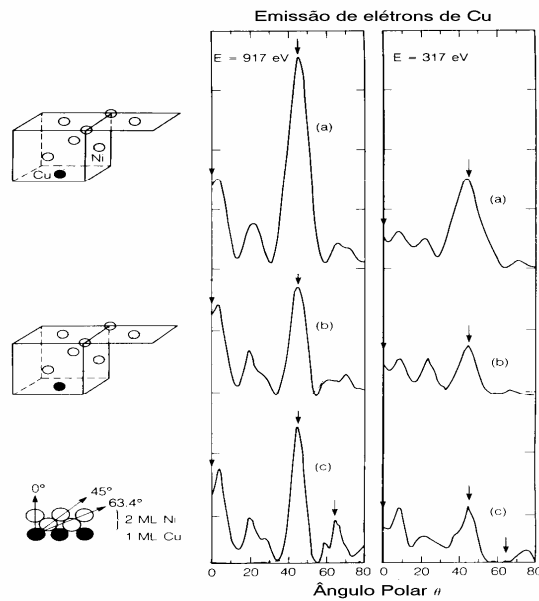 Emissão de elétrons de Cu
E = 917 eV
E = 317 eV
(a)
(a)
Ni
Cu
(b)
(b)
(c)
(c)
0°
45°
63.4°
2 ML Ni
1 ML Cu
0 20 40 60 80
0 20 40 60 80
Ângulo Polar θ